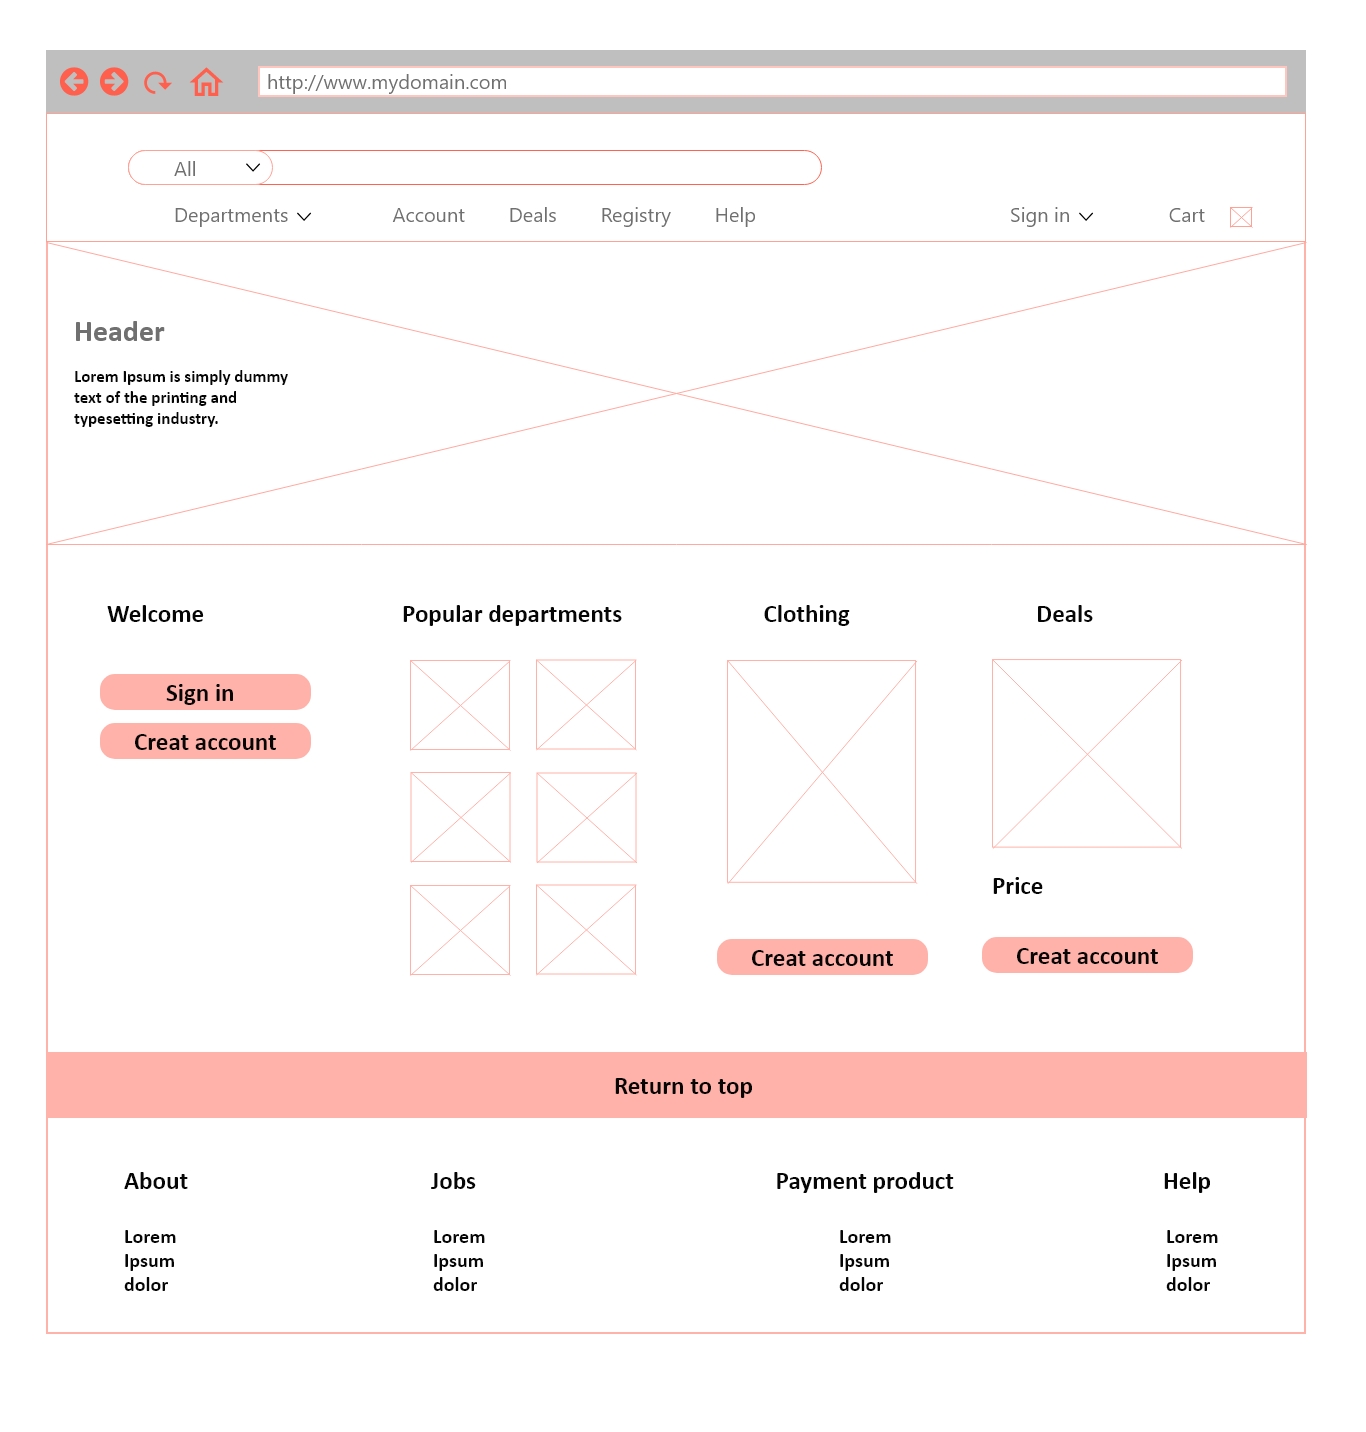 http://www.mydomain.com
All
Departments Account Deals Registry Help Sign in Cart
Header
Lorem Ipsum is simply dummy
text of the printing and
typesetting industry.
Welcome Popular departments Clothing Deals
Sign in
Creat account
Price
Creat account Creat account
Return to top
About Jobs Payment product Help
Lorem Lorem Lorem Lorem
Ipsum Ipsum Ipsum Ipsum
dolor dolor dolor dolor